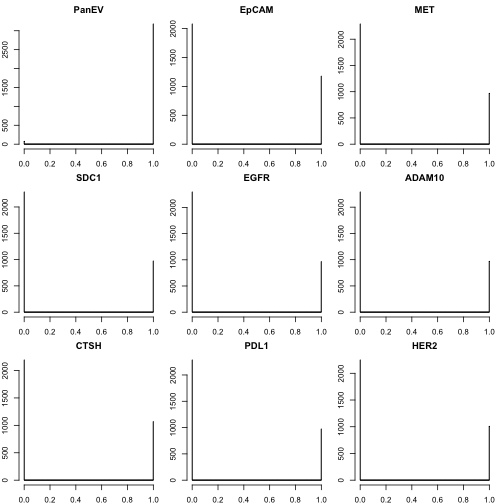 PanEV EpCAM MET
0 500 1500 2500 0 500 1000 1500 2000 0 500 1000 1500 2000
0.0 0.2 0.4 0.6 0.8 1.0 0.0 0.2 0.4 0.6 0.8 1.0 0.0 0.2 0.4 0.6 0.8 1.0
SDC1 EGFR ADAM10
0 500 1000 1500 2000 0 500 1000 1500 2000 0 500 1000 1500 2000
0.0 0.2 0.4 0.6 0.8 1.0 0.0 0.2 0.4 0.6 0.8 1.0 0.0 0.2 0.4 0.6 0.8 1.0
CTSH PDL1 HER2
0 500 1000 1500 2000 0 500 1000 1500 2000 0 500 1000 1500 2000
0.0 0.2 0.4 0.6 0.8 1.0 0.0 0.2 0.4 0.6 0.8 1.0 0.0 0.2 0.4 0.6 0.8 1.0